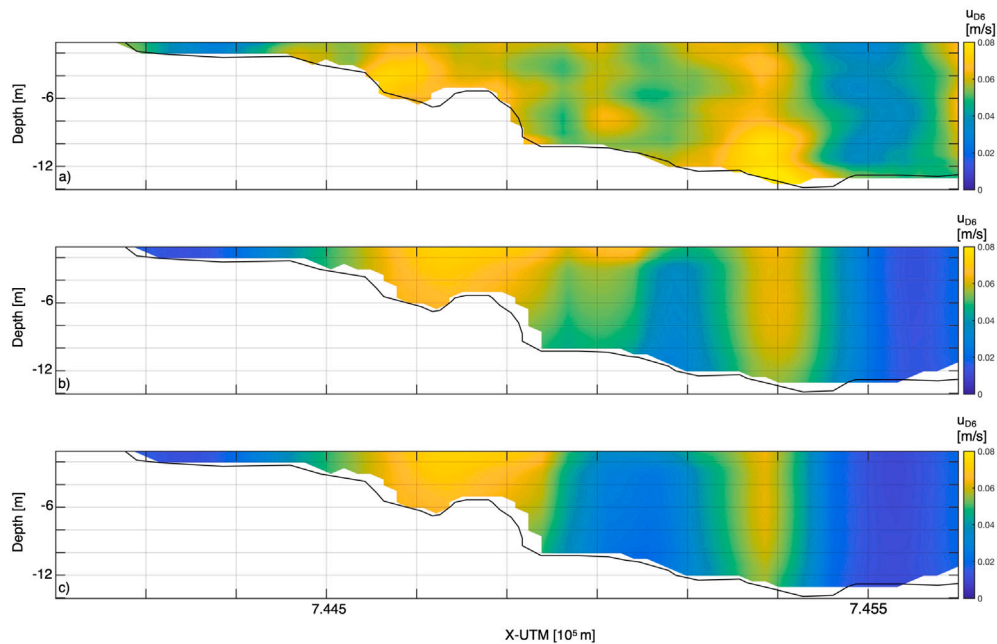 u_D6
[m/s]
0.08
0.06
0.04
0.02
0
Depth [m]
-6
-12
a)
u_D6
[m/s]
0.08
0.06
0.04
0.02
0
Depth [m]
-6
-12
b)
u_D6
[m/s]
0.08
0.06
0.04
0.02
0
Depth [m]
-6
-12
c)
7.445
7.455
X-UTM [10⁵ m]